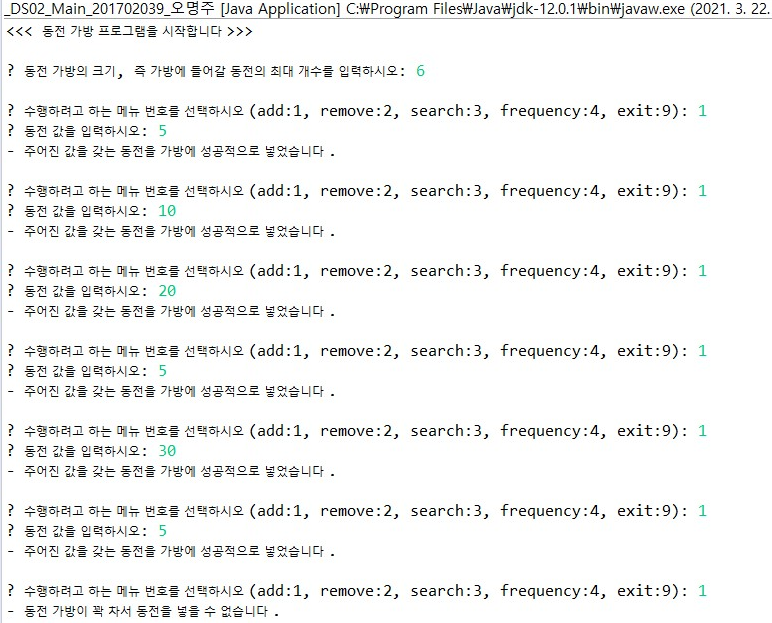 _DS02_Main_201702039_오명주 [Java Application] C:₩Program Files₩Java₩jdk-12.0.1₩bin₩javaw.exe (2021. 3. 22.
<<< 동전 가방 프로그램을 시작합니다 >>>
? 동전 가방의 크기, 즉 가방에 들어갈 동전의 최대 개수를 입력하시오: 6
? 수행하려고 하는 메뉴 번호를 선택하시오 (add:1, remove:2, search:3, frequency:4, exit:9): 1
? 동전 값을 입력하시오: 5
- 주어진 값을 갖는 동전을 가방에 성공적으로 넣었습니다 .
? 수행하려고 하는 메뉴 번호를 선택하시오 (add:1, remove:2, search:3, frequency:4, exit:9): 1
? 동전 값을 입력하시오: 10
- 주어진 값을 갖는 동전을 가방에 성공적으로 넣었습니다 .
? 수행하려고 하는 메뉴 번호를 선택하시오 (add:1, remove:2, search:3, frequency:4, exit:9): 1
? 동전 값을 입력하시오: 20
- 주어진 값을 갖는 동전을 가방에 성공적으로 넣었습니다 .
? 수행하려고 하는 메뉴 번호를 선택하시오 (add:1, remove:2, search:3, frequency:4, exit:9): 1
? 동전 값을 입력하시오: 5
- 주어진 값을 갖는 동전을 가방에 성공적으로 넣었습니다 .
? 수행하려고 하는 메뉴 번호를 선택하시오 (add:1, remove:2, search:3, frequency:4, exit:9): 1
? 동전 값을 입력하시오: 30
- 주어진 값을 갖는 동전을 가방에 성공적으로 넣었습니다 .
? 수행하려고 하는 메뉴 번호를 선택하시오 (add:1, remove:2, search:3, frequency:4, exit:9): 1
? 동전 값을 입력하시오: 5
- 주어진 값을 갖는 동전을 가방에 성공적으로 넣었습니다 .
? 수행하려고 하는 메뉴 번호를 선택하시오 (add:1, remove:2, search:3, frequency:4, exit:9): 1
- 동전 가방이 꽉 차서 동전을 넣을 수 없습니다 .